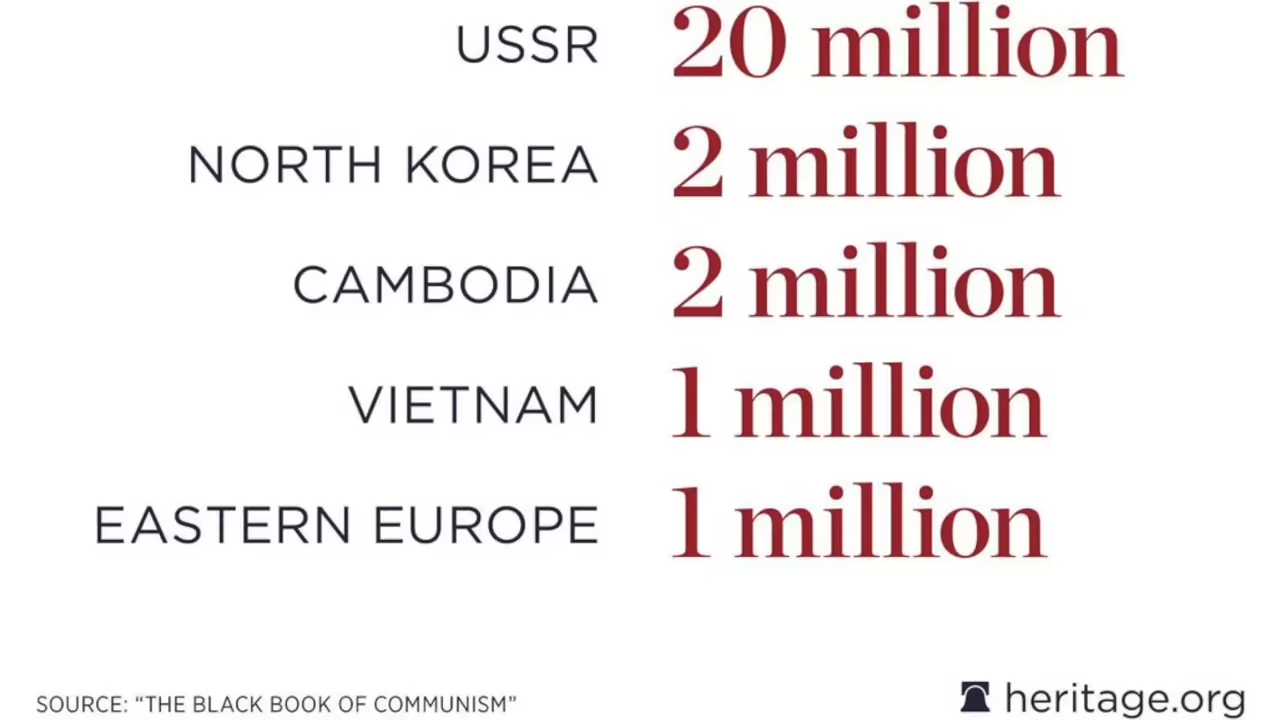 USSR 20 million
NORTH KOREA 2 million
CAMBODIA 2 million
VIETNAM 1 million
EASTERN EUROPE 1 million
SOURCE: “THE BLACK BOOK OF COMMUNISM”
heritage.org